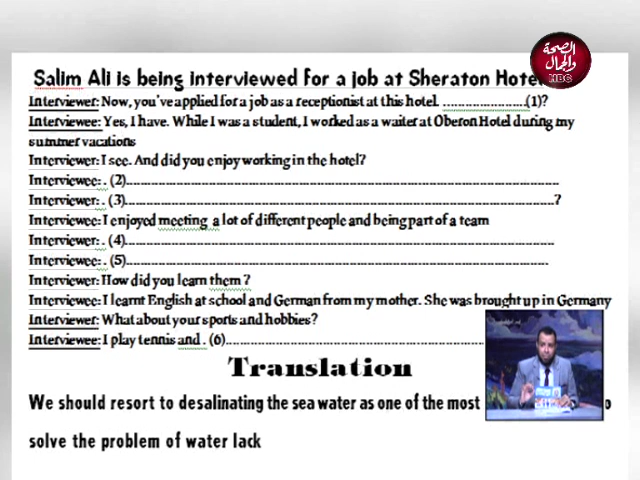 الصحة
والجمال
HBC
Salim Ali is being interviewed for a job at Sheraton Hotel
Interviewer: Now, you've applied for a job as a receptionist at this hotel. ........................(1)?
Interviewee: Yes, I have. While I was a student, I worked as a waiter at Oberon Hotel during my
summer vacations
Interviewer: I see. And did you enjoy working in the hotel?
Interviewee: . (2)........................................................................................................................
Interviewer: . (3).......................................................................................................................?
Interviewee: I enjoyed meeting a lot of different people and being part of a team
Interviewer: . (4).......................................................................................................................
Interviewee: . (5).....................................................................................................................
Interviewer: How did you learn them ?
Interviewee: I learnt English at school and German from my mother. She was brought up in Germany
Interviewer: What about your sports and hobbies?
Interviewee: I play tennis and . (6)......................................................................
Translation
We should resort to desalinating the sea water as one of the most
solve the problem of water lack